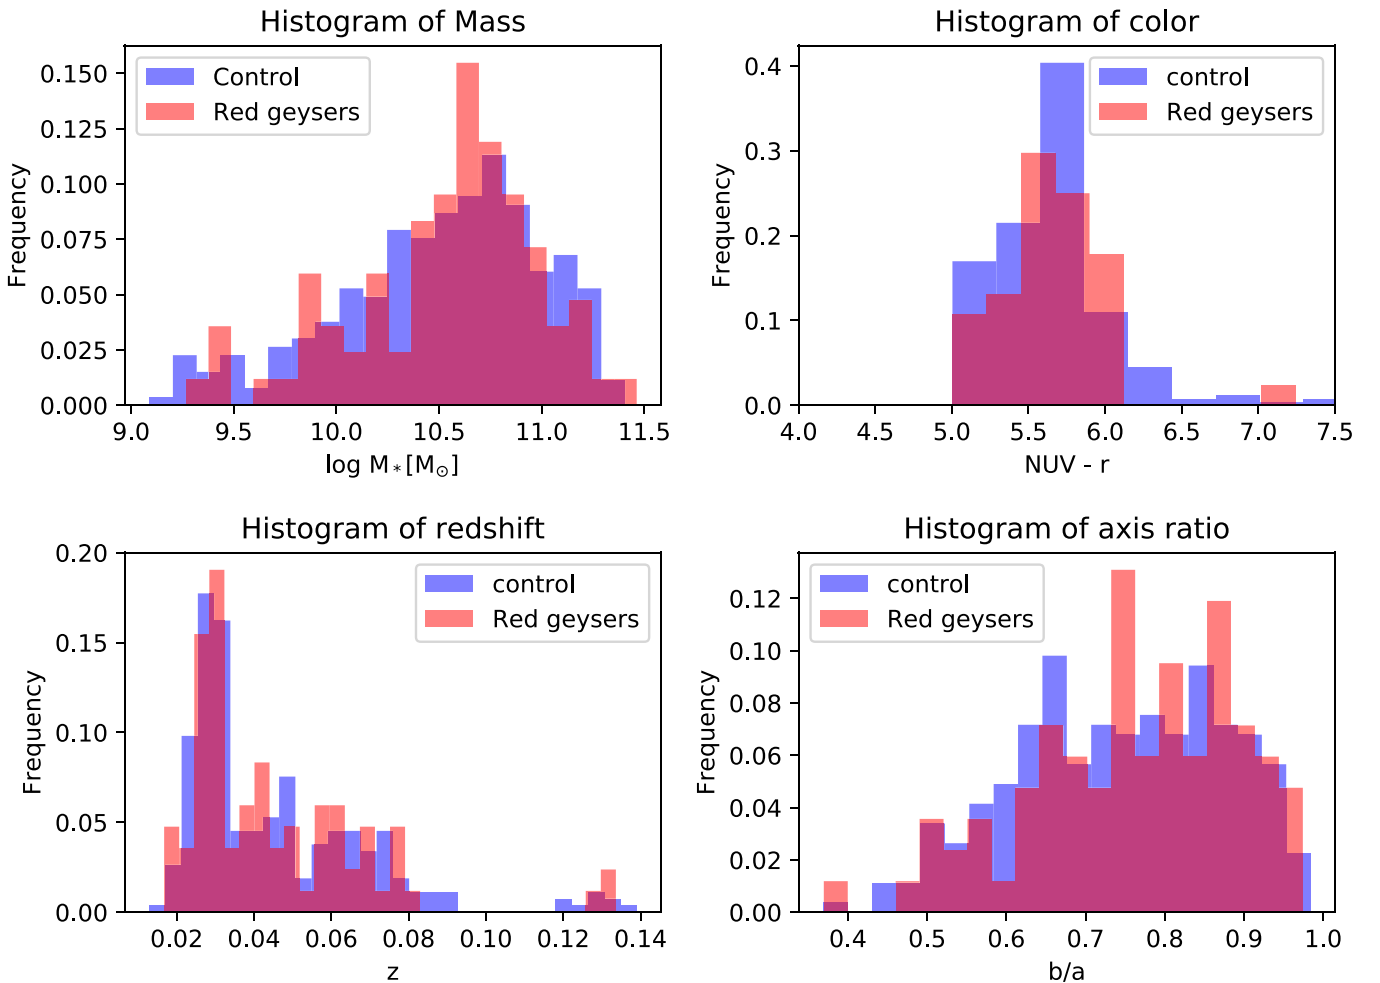 Histogram of Mass
Control
Red geysers
Frequency
0.150
0.125
0.100
0.075
0.050
0.025
0.000
9.0 9.5 10.0 10.5 11.0 11.5
log M*[M⊙]
Histogram of color
control
Red geysers
Frequency
0.4
0.3
0.2
0.1
0.0
4.0 4.5 5.0 5.5 6.0 6.5 7.0 7.5
NUV - r
Histogram of redshift
control
Red geysers
Frequency
0.20
0.15
0.10
0.05
0.00
0.02 0.04 0.06 0.08 0.10 0.12 0.14
z
Histogram of axis ratio
control
Red geysers
Frequency
0.12
0.10
0.08
0.06
0.04
0.02
0.00
0.4 0.5 0.6 0.7 0.8 0.9 1.0
b/a